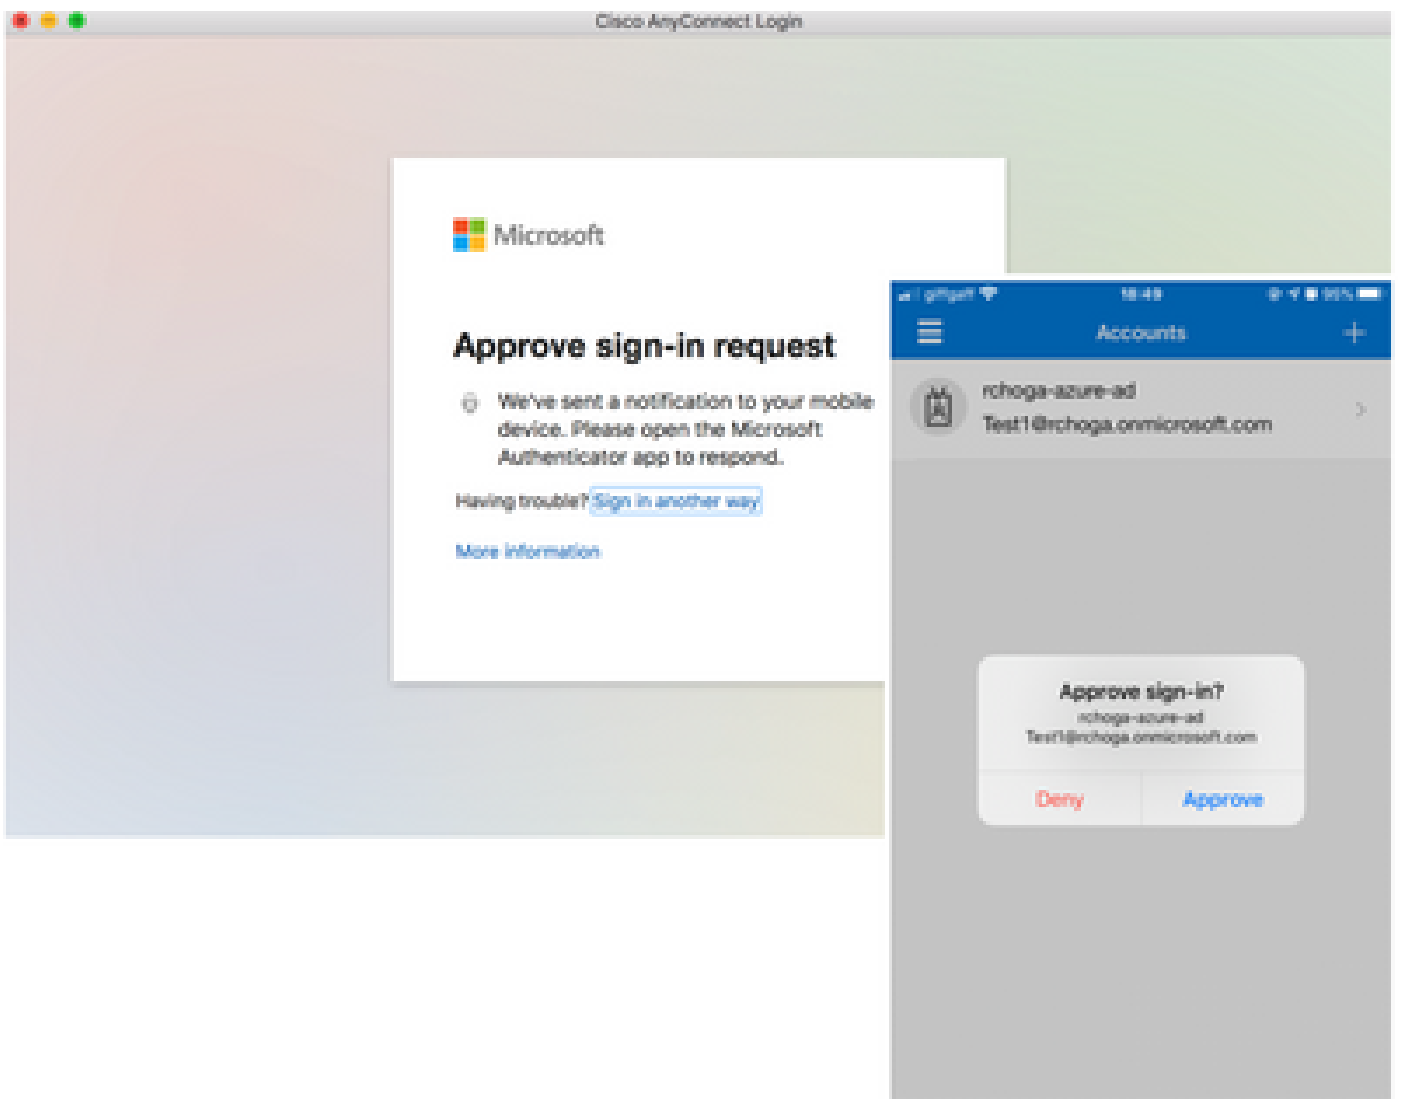 Cisco AnyConnect Login
Microsoft
Approve sign-in request
We've sent a notification to your mobile
device. Please open the Microsoft
Authenticator app to respond.
Having trouble? Sign in another way
More information
giffgaff 18:49 95%
Accounts
rchoga-azure-ad
Test1@rchoga.onmicrosoft.com
Approve sign-in?
rchoga-azure-ad
Test1@rchoga.onmicrosoft.com
Deny Approve